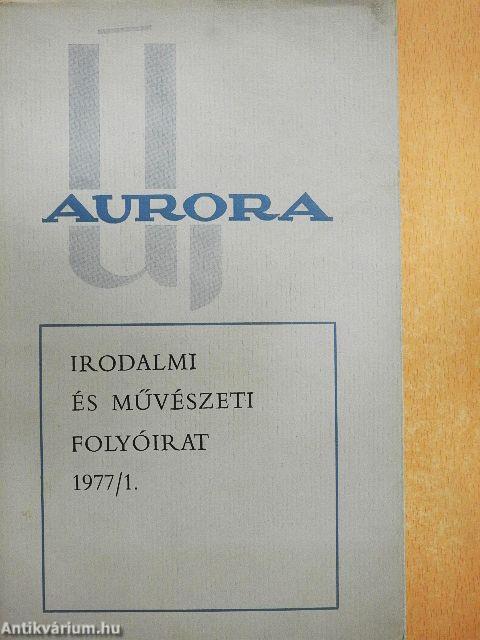 ÚJ
AURORA
IRODALMI
ÉS MŰVÉSZETI
FOLYÓIRAT
1977/1.
Antikvárium.hu